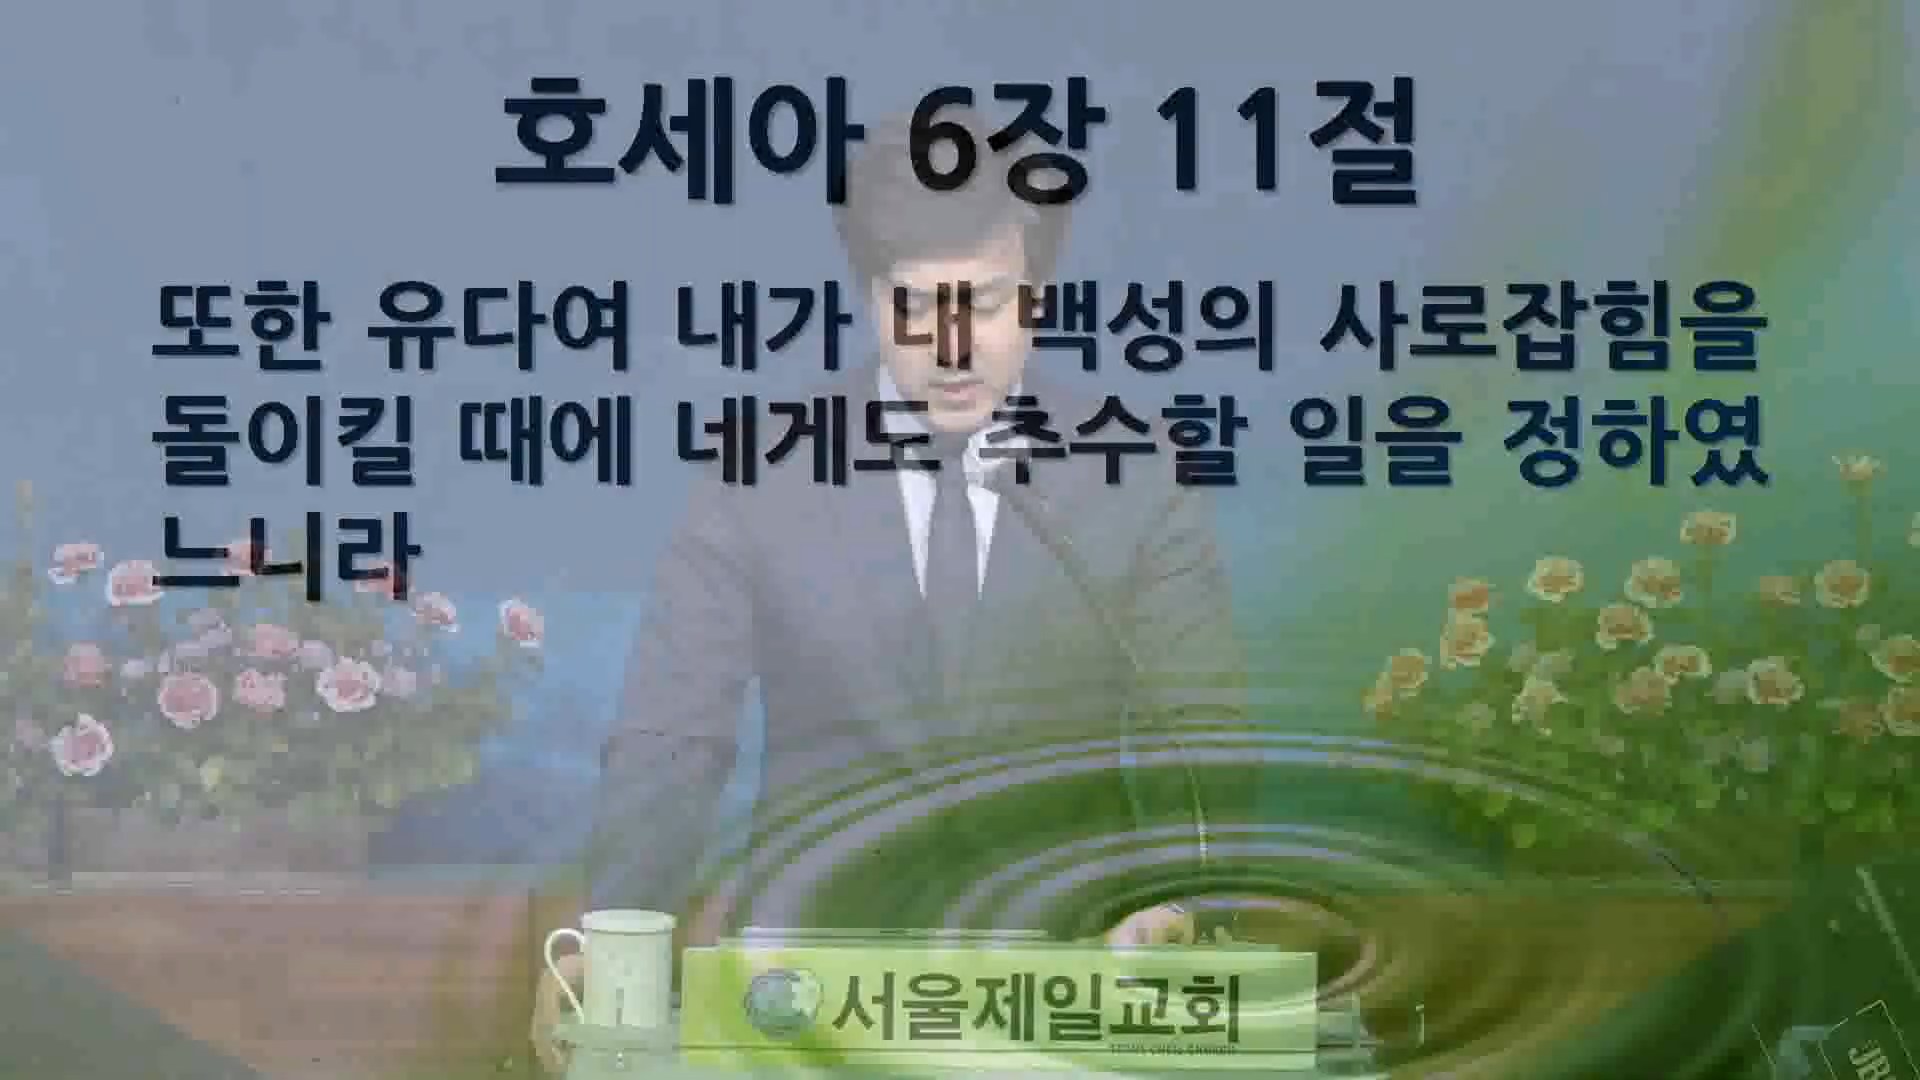 호세아 6장 11절
또한 유다여 내가 내 백성의 사로잡힘을
돌이킬 때에 네게도 추수할 일을 정하였
느니라
서울제일교회